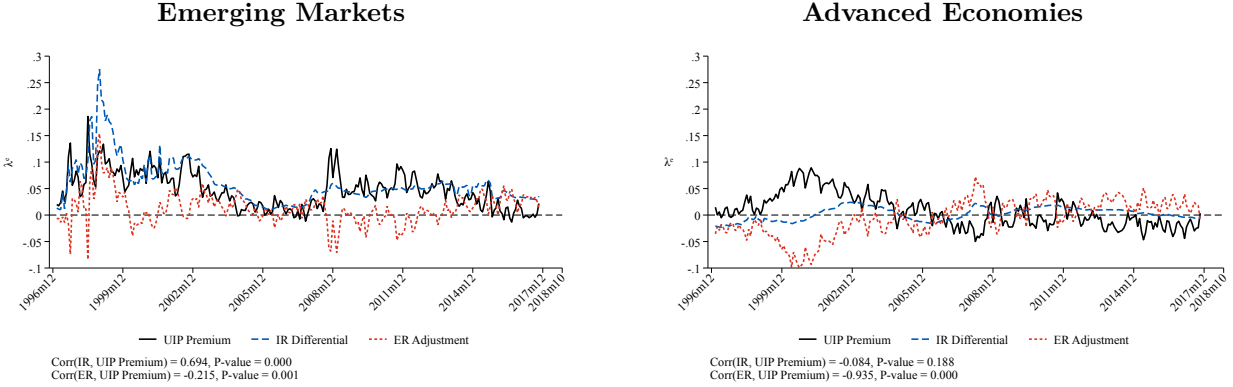 Emerging Markets
.3
.25
.2
.15
.1
.05
0
-.05
-.1
λᵉ
1996m12
1999m12
2002m12
2005m12
2008m12
2011m12
2014m12
2017m12
2018m10
UIP Premium IR Differential ER Adjustment
Corr(IR, UIP Premium) = 0.694, P-value = 0.000
Corr(ER, UIP Premium) = -0.215, P-value = 0.001
Advanced Economies
.3
.25
.2
.15
.1
.05
0
-.05
-.1
1996m12
1999m12
2002m12
2005m12
2008m12
2011m12
2014m12
2017m12
2018m10
UIP Premium IR Differential ER Adjustment
Corr(IR, UIP Premium) = -0.084, P-value = 0.188
Corr(ER, UIP Premium) = -0.935, P-value = 0.000